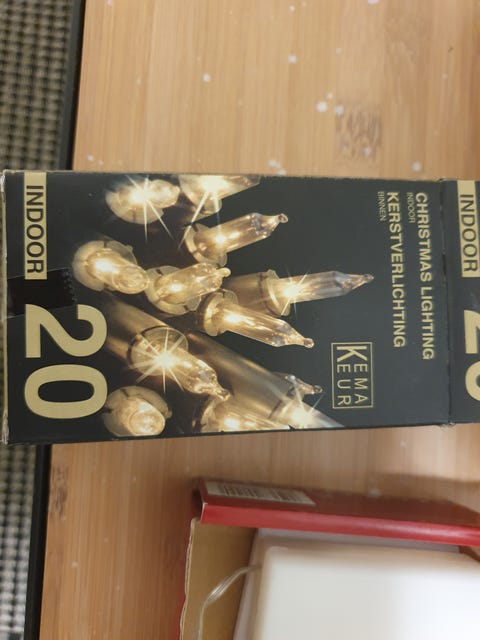 CHRISTMAS LIGHTING
INDOOR
KERSTVERLICHTING
BINNEN
KEMA
KEUR
INDOOR
20
INDOOR